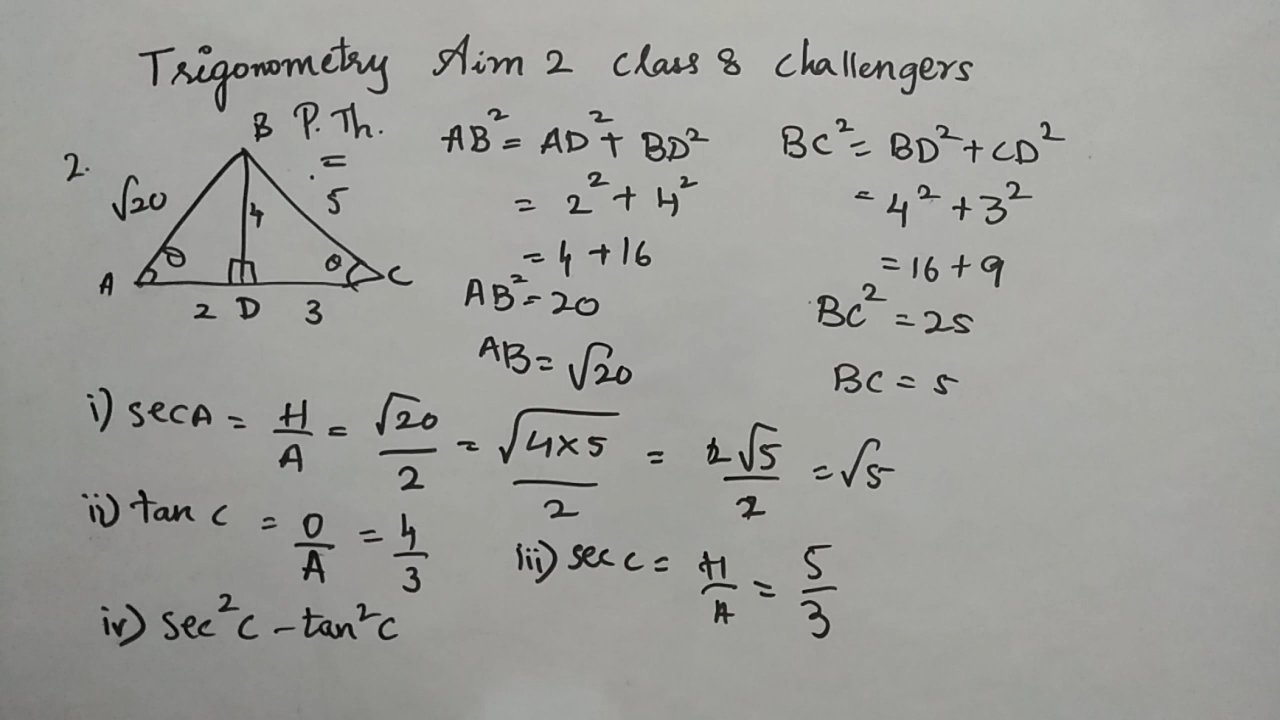 Trigonometry Aim 2 class 8 challengers
2.
B P. Th.
=
√20
4
5
θ
θ
A
C
2 D 3
AB² = AD² + BD²
= 2² + 4²
= 4 + 16
AB² = 20
AB = √20
BC² = BD² + CD²
= 4² + 3²
= 16 + 9
BC² = 25
BC = 5
i) secA = H/A = √20/2 = √4×5/2 = 2√5/2 = √5
ii) tan C = O/A = 4/3
iii) sec C = H/A = 5/3
iv) sec²C - tan²C